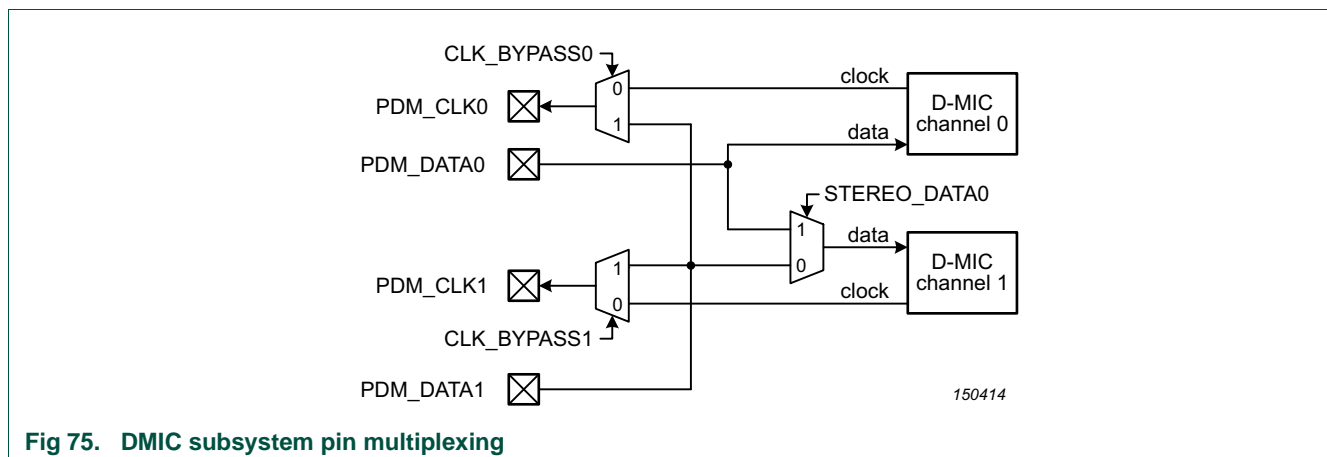 CLK_BYPASS0
PDM_CLK0
0
1
clock
D-MIC
channel 0
data
PDM_DATA0
STEREO_DATA0
1
0
data
D-MIC
channel 1
clock
PDM_CLK1
1
0
CLK_BYPASS1
PDM_DATA1
150414
Fig 75. DMIC subsystem pin multiplexing